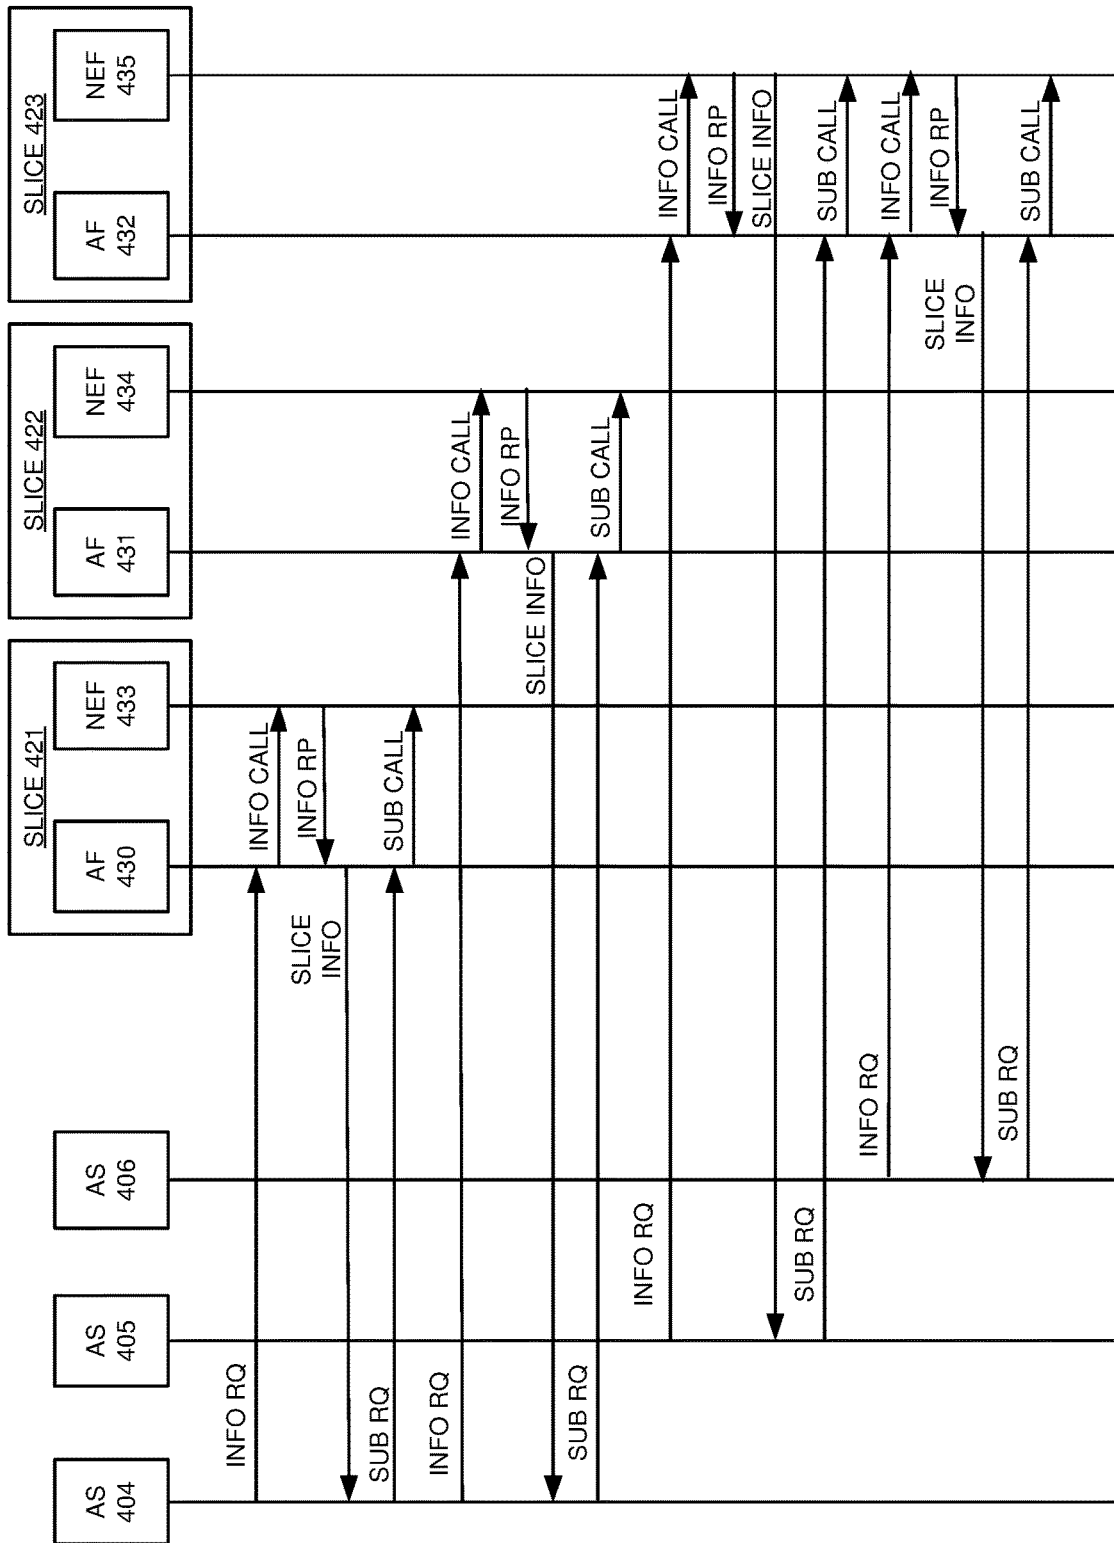 SLICE 421
SLICE 422
SLICE 423
AS
404
AS
405
AS
406
AF
430
NEF
433
AF
431
NEF
434
AF
432
NEF
435
INFO RQ
INFO CALL
INFO RP
SLICE
INFO
SUB RQ
SUB CALL
INFO RQ
INFO CALL
INFO RP
SLICE INFO
SUB RQ
SUB CALL
INFO RQ
INFO CALL
INFO RP
SLICE INFO
SUB RQ
SUB CALL
INFO RQ
INFO CALL
INFO RP
SLICE
INFO
SUB RQ
SUB CALL